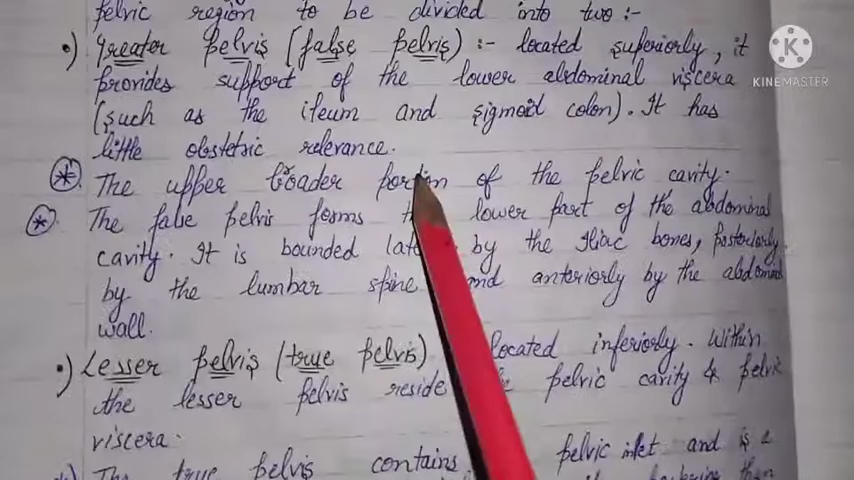 pelvic region to be divided into two :-
•) Greater pelvis (false pelvis) :- located superiorly, it
provides support of the lower abdominal viscera
(such as the ileum and sigmoid colon). It has
little obstetric relevance.
The upper broader portion of the pelvic cavity.
The false pelvis forms lower part of the abdominal
cavity. It is bounded by the Iliac bones, posteriorly
by the lumbar spine and anteriorly by the abdominal
wall.
•) Lesser pelvis (true pelvis) located inferiorly. Within
the lesser pelvis reside pelvic cavity & pelvic
viscera.
The true pelvis contains pelvic inlet and is a
K
KINEMASTER